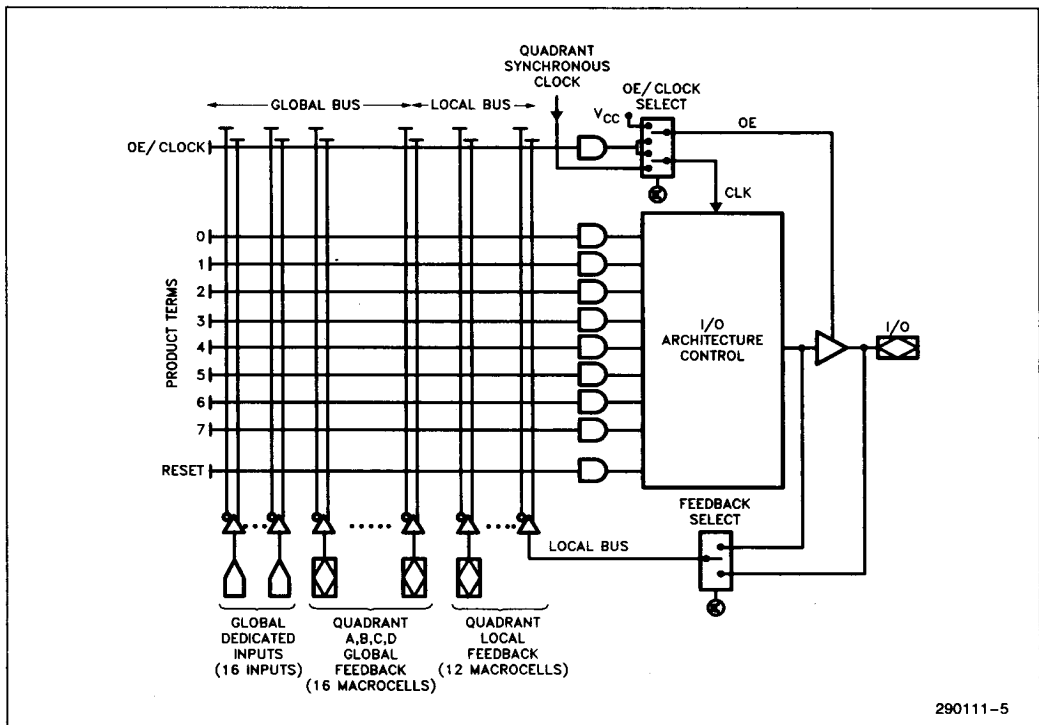 QUADRANT
SYNCHRONOUS
CLOCK
OE/CLOCK
SELECT
GLOBAL BUS
LOCAL BUS
VCC
OE
OE/CLOCK
CLK
PRODUCT TERMS
0
1
2
3
4
5
6
7
RESET
I/O
ARCHITECTURE
CONTROL
I/O
FEEDBACK
SELECT
LOCAL BUS
GLOBAL
DEDICATED
INPUTS
(16 INPUTS)
QUADRANT
A,B,C,D
GLOBAL
FEEDBACK
(16 MACROCELLS)
QUADRANT
LOCAL
FEEDBACK
(12 MACROCELLS)
290111-5